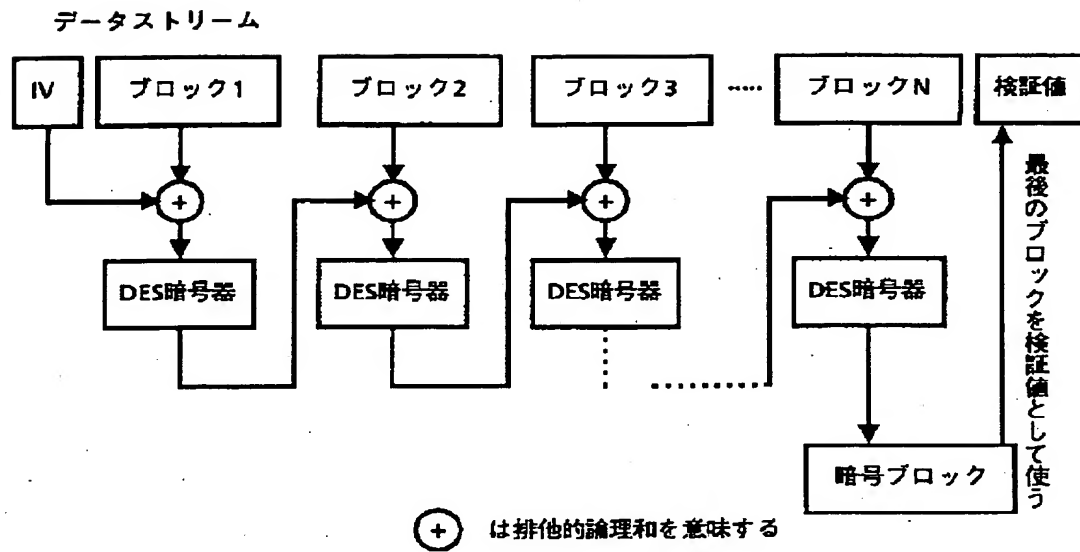 データストリーム
IV
ブロック1
ブロック2
ブロック3
.....
ブロックN
検証値
+
+
+
+
DES暗号器
DES暗号器
DES暗号器
DES暗号器
最後のブロックを検証値として使う
暗号ブロック
+ は排他的論理和を意味する